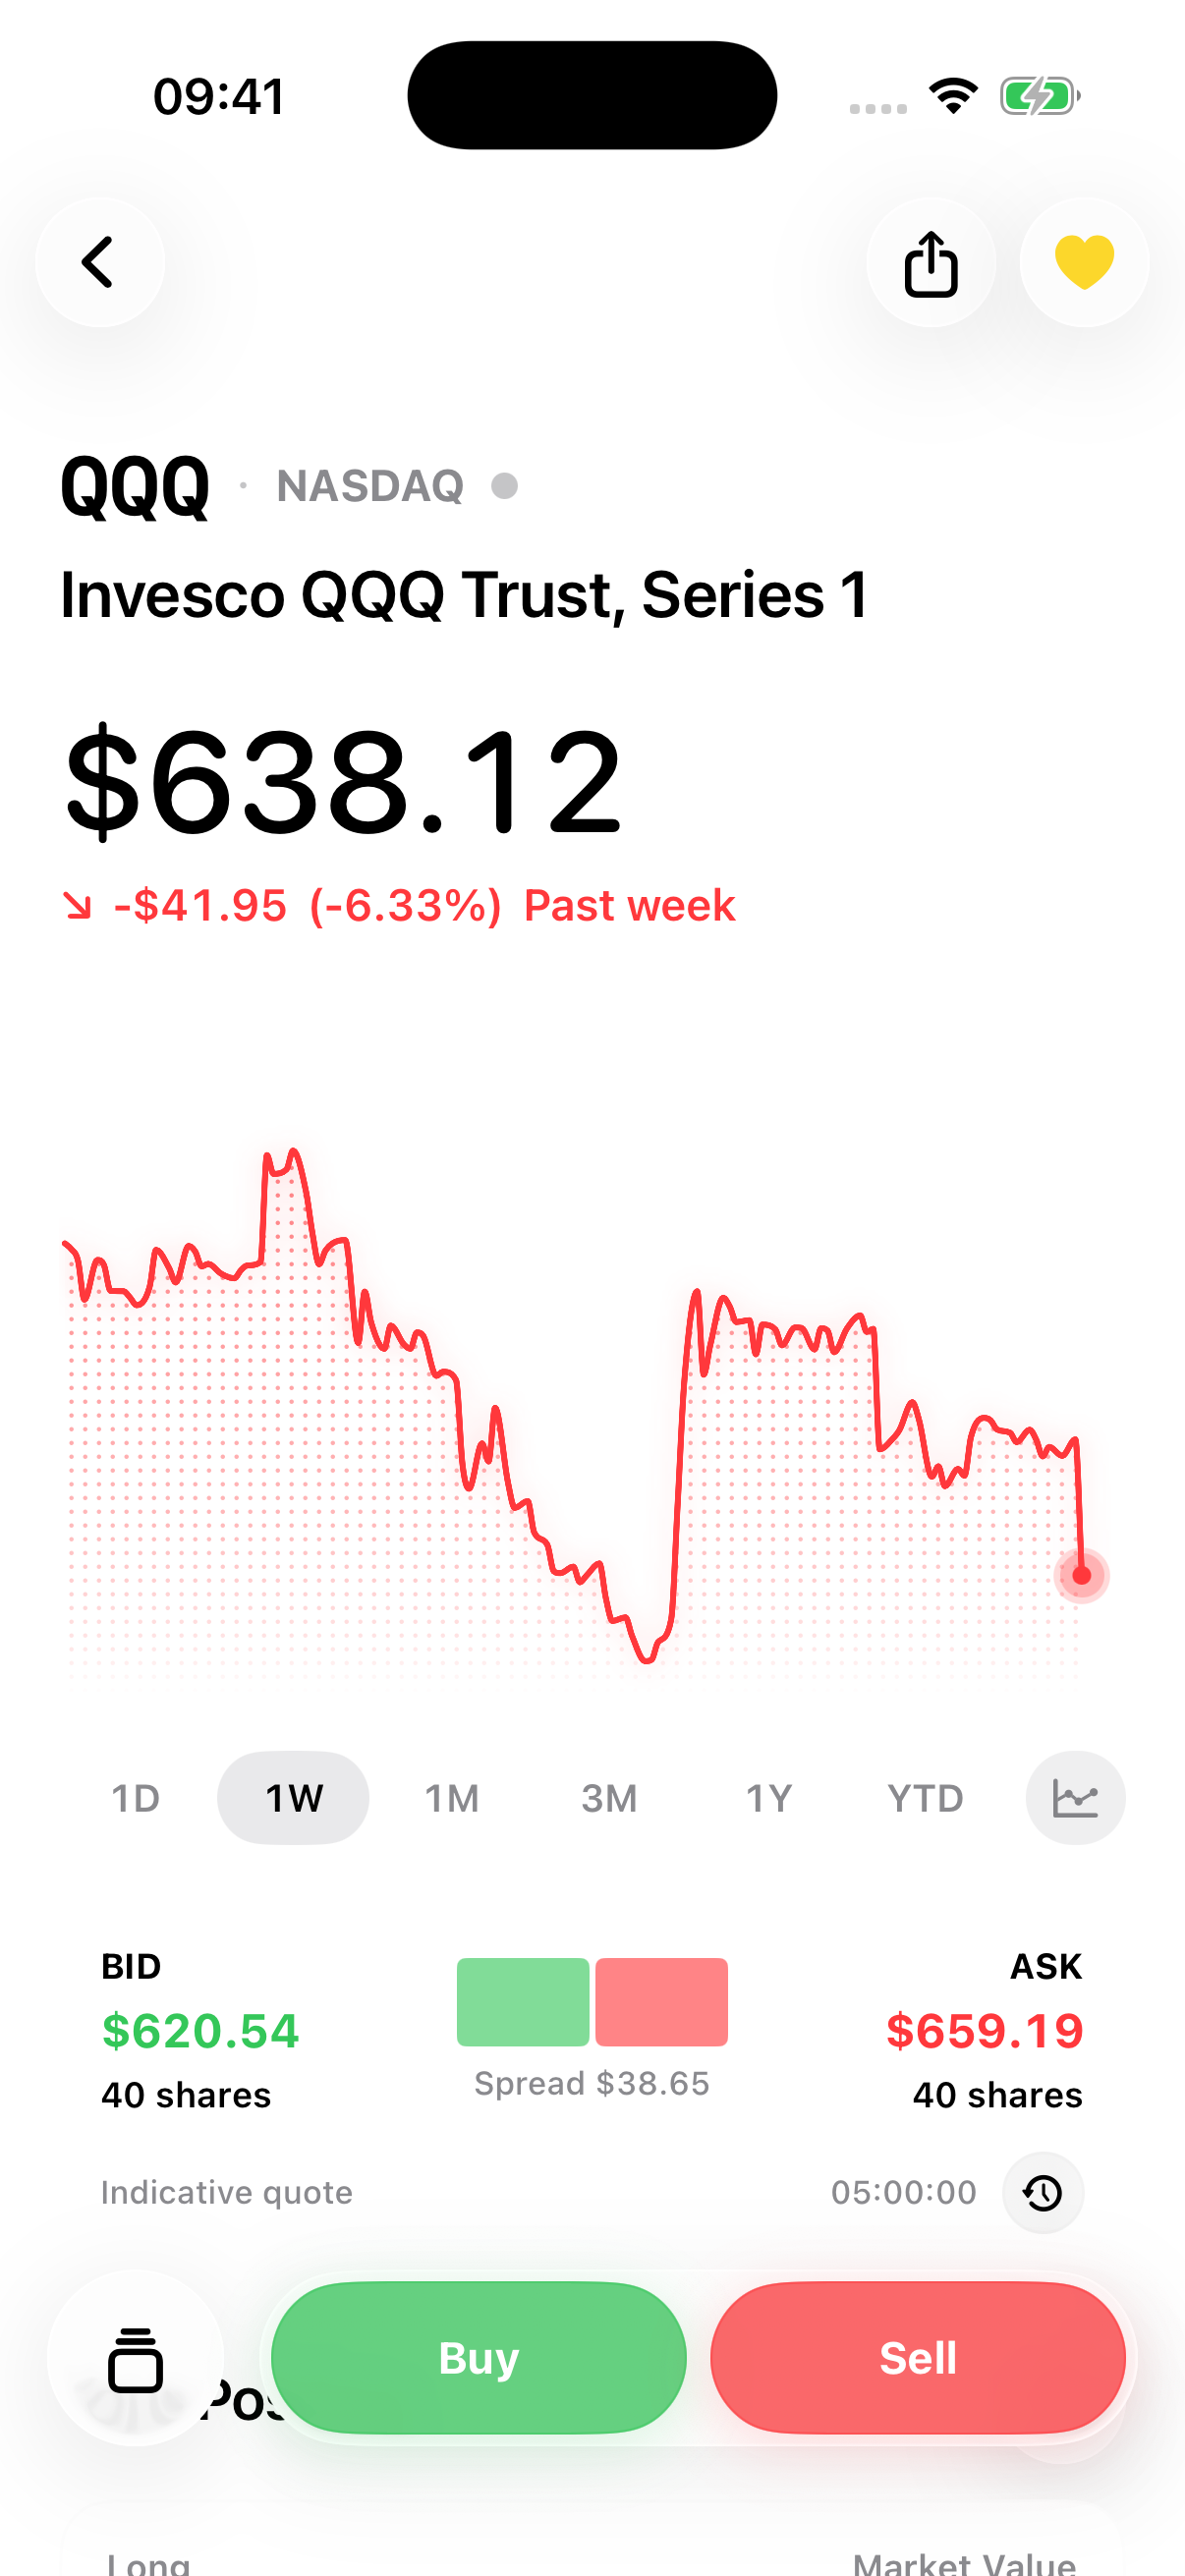 09:41
QQQ · NASDAQ
Invesco QQQ Trust, Series 1
$638.12
-$41.95 (-6.33%) Past week
1D 1W 1M 3M 1Y YTD
BID
ASK
$620.54
$659.19
40 shares
Spread $38.65
40 shares
Indicative quote
05:00:00
Buy
Sell
Long
Market Value